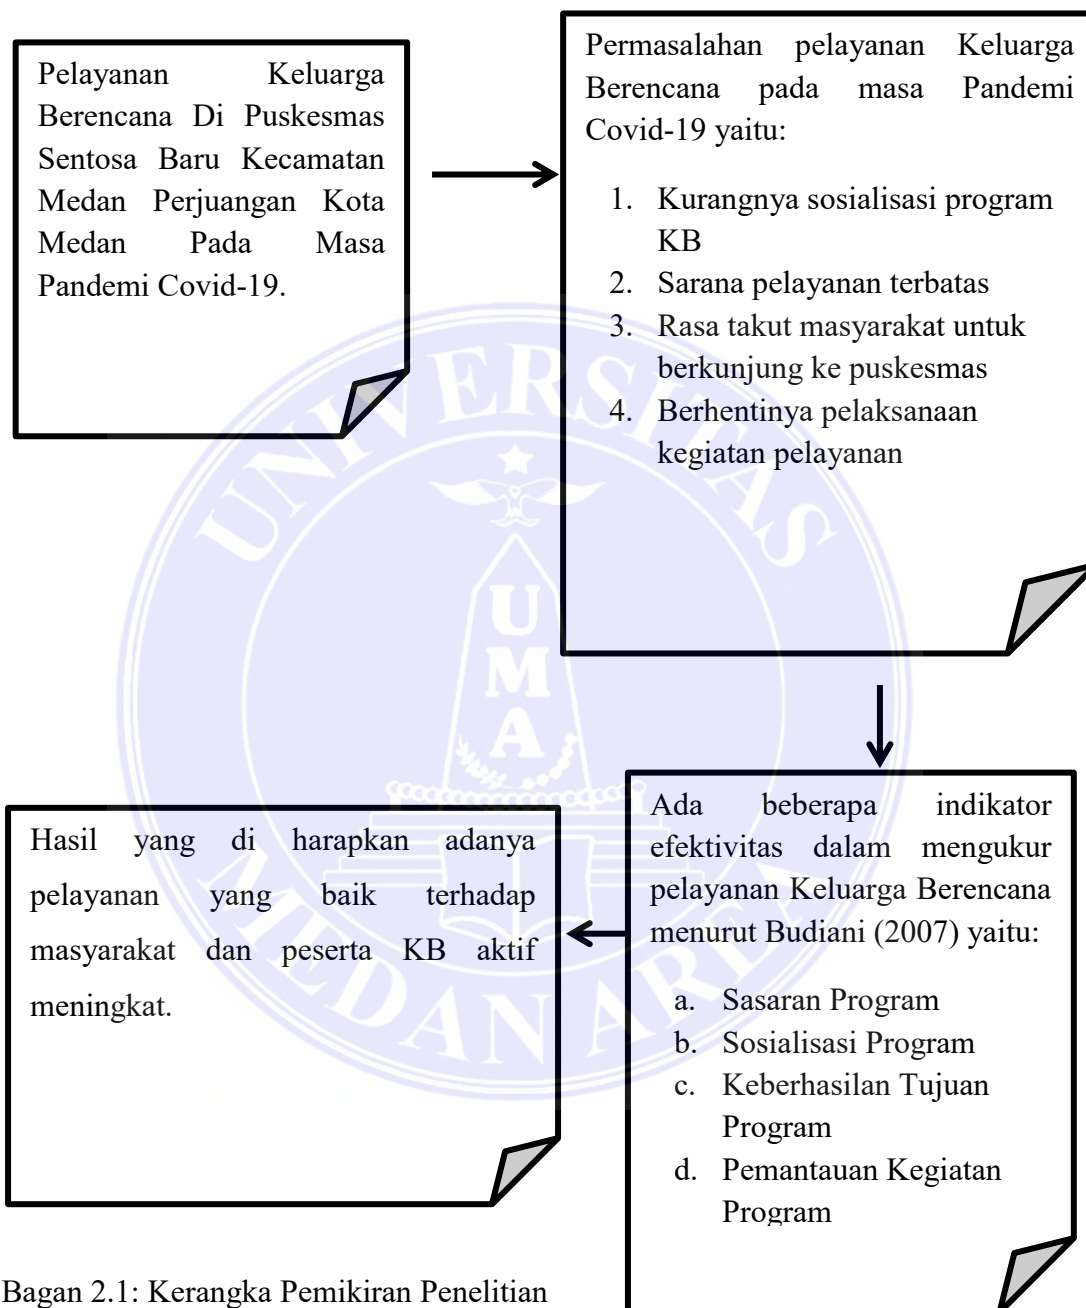 Pelayanan Keluarga
Berencana Di Puskesmas
Sentosa Baru Kecamatan
Medan Perjuangan Kota
Medan Pada Masa
Pandemi Covid-19.
Permasalahan pelayanan Keluarga
Berencana pada masa Pandemi
Covid-19 yaitu:
1. Kurangnya sosialisasi program
KB
2. Sarana pelayanan terbatas
3. Rasa takut masyarakat untuk
berkunjung ke puskesmas
4. Berhentinya pelaksanaan
kegiatan pelayanan
Ada beberapa indikator
efektivitas dalam mengukur
pelayanan Keluarga Berencana
menurut Budiani (2007) yaitu:
a. Sasaran Program
b. Sosialisasi Program
c. Keberhasilan Tujuan
Program
d. Pemantauan Kegiatan
Program
Hasil yang di harapkan adanya
pelayanan yang baik terhadap
masyarakat dan peserta KB aktif
meningkat.
UNIVERSITAS
UMA
MEDAN AREA
Bagan 2.1: Kerangka Pemikiran Penelitian